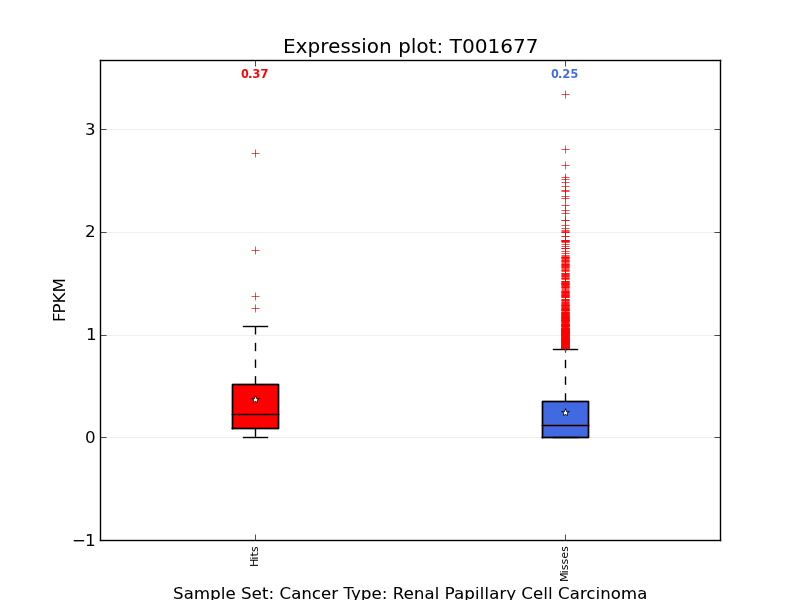 Expression plot: T001677
0.37
0.25
3
2
1
0
−1
FPKM
Hits
Misses
Sample Set: Cancer Type: Renal Papillary Cell Carcinoma